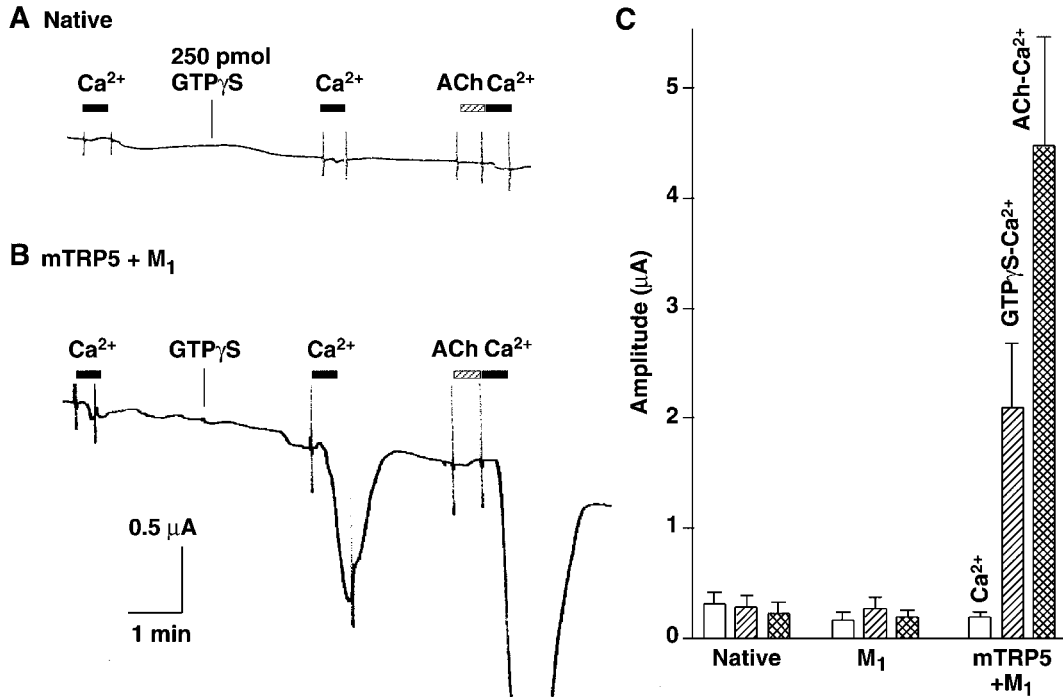 A Native
250 pmol
Ca²⁺ GTPγS Ca²⁺ ACh Ca²⁺
B mTRP5 + M₁
Ca²⁺ GTPγS Ca²⁺ ACh Ca²⁺
0.5 μA
1 min
C
Amplitude (μA)
5
4
3
2
1
0
Ca²⁺
GTPγS-Ca²⁺
ACh-Ca²⁺
Native M₁ mTRP5
+M₁